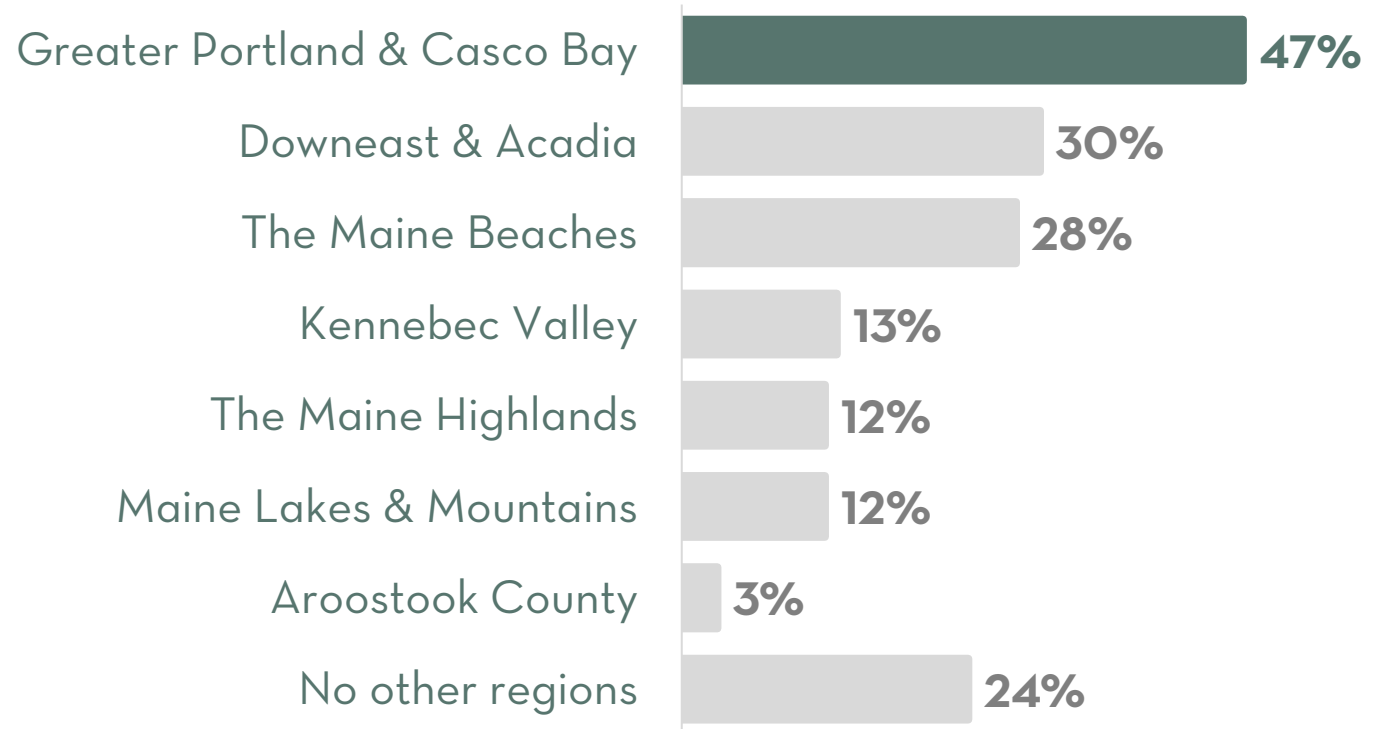 Greater Portland & Casco Bay 47%
Downeast & Acadia 30%
The Maine Beaches 28%
Kennebec Valley 13%
The Maine Highlands 12%
Maine Lakes & Mountains 12%
Aroostook County 3%
No other regions 24%